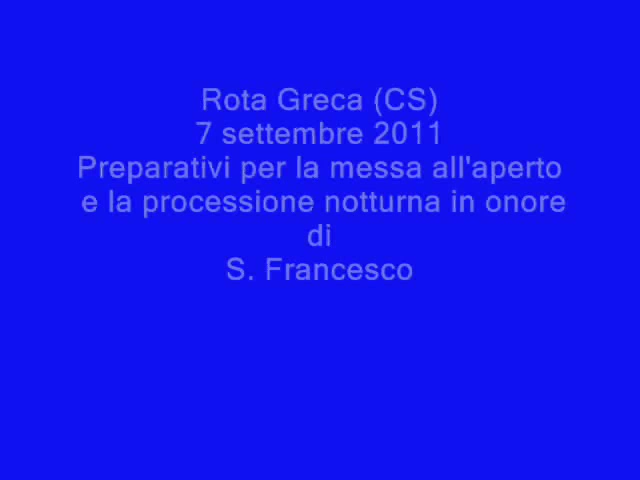 Rota Greca (CS)
7 settembre 2011
Preparativi per la messa all'aperto
e la processione notturna in onore
di
S. Francesco